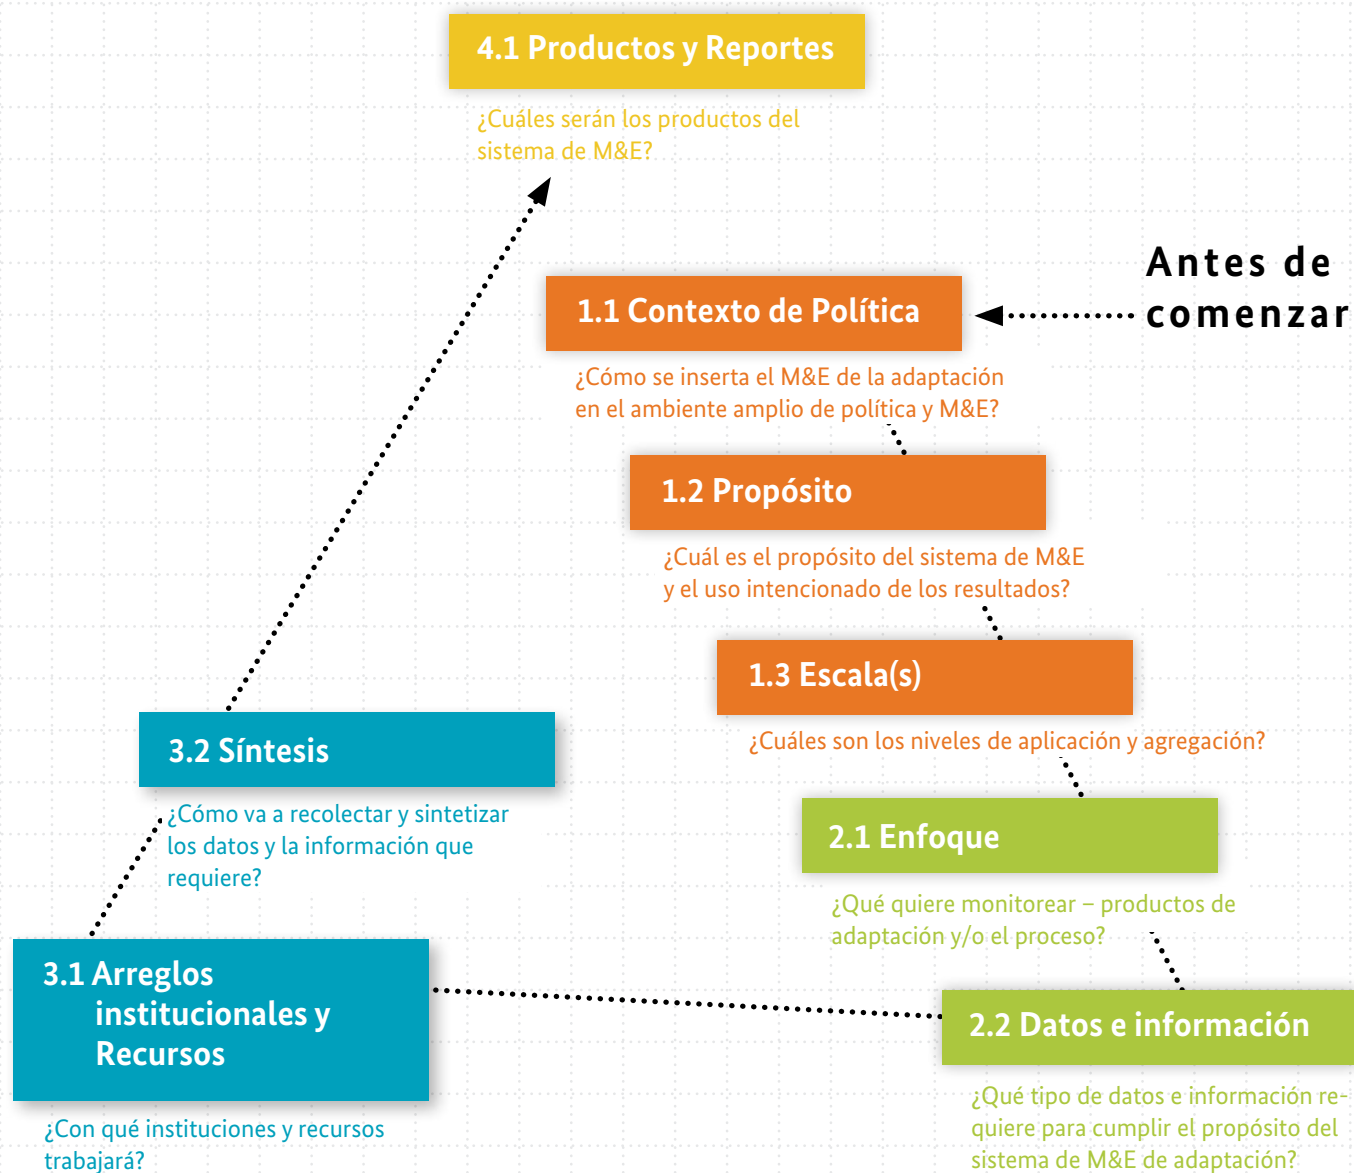 4.1 Productos y Reportes
¿Cuáles serán los productos del
sistema de M&E?
Antes de
comenzar
1.1 Contexto de Política
¿Cómo se inserta el M&E de la adaptación
en el ambiente amplio de política y M&E?
1.2 Propósito
¿Cuál es el propósito del sistema de M&E
y el uso intencionado de los resultados?
1.3 Escala(s)
¿Cuáles son los niveles de aplicación y agregación?
2.1 Enfoque
¿Qué quiere monitorear – productos de
adaptación y/o el proceso?
2.2 Datos e información
¿Qué tipo de datos e información re-
quiere para cumplir el propósito del
sistema de M&E de adaptación?
3.1 Arreglos
institucionales y
Recursos
¿Con qué instituciones y recursos
trabajará?
3.2 Síntesis
¿Cómo va a recolectar y sintetizar
los datos y la información que
requiere?